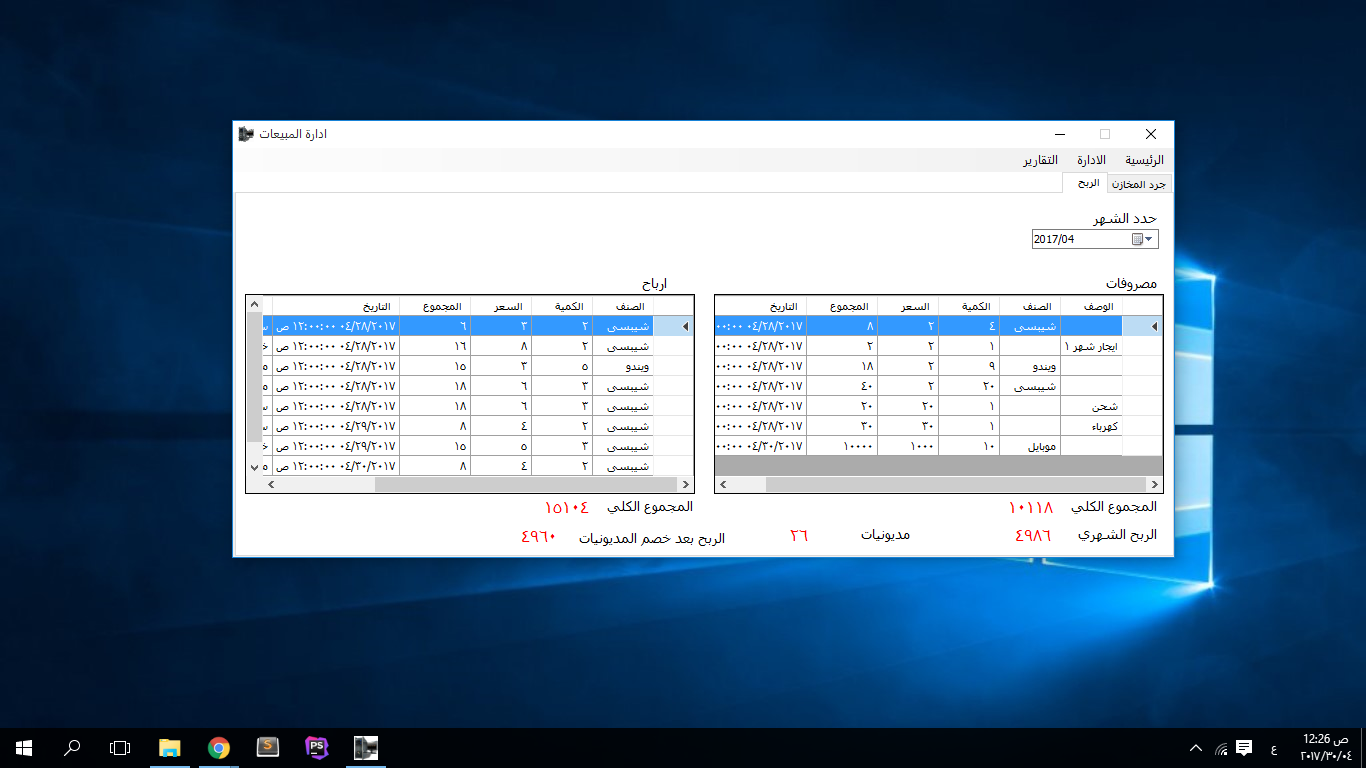 ادارة المبيعات
الرئيسية الادارة التقارير
جرد المخازن الربح
حدد الشهر
2017/04
مصروفات
الوصف الصنف الكمية السعر المجموع التاريخ
شيبسى ٤ ٢ ٨ ٠٤/٢٨/٢٠١٧ ٠٠:٠٠
ايجار شهر ١ ١ ٢ ٢ ٠٤/٢٨/٢٠١٧ ٠٠:٠٠
ويندو ٩ ٢ ١٨ ٠٤/٢٨/٢٠١٧ ٠٠:٠٠
شيبسى ٢٠ ٢ ٤٠ ٠٤/٢٨/٢٠١٧ ٠٠:٠٠
شحن ١ ٢٠ ٢٠ ٠٤/٢٨/٢٠١٧ ٠٠:٠٠
كهرباء ١ ٣٠ ٣٠ ٠٤/٢٨/٢٠١٧ ٠٠:٠٠
موبايل ١٠ ١٠٠٠ ١٠٠٠٠ ٠٤/٣٠/٢٠١٧ ٠٠:٠٠
ارباح
الصنف الكمية السعر المجموع التاريخ
شيبسى ٢ ٣ ٦ ٠٤/٢٨/٢٠١٧ ١٢:٠٠:٠٠ ص
شيبسى ٢ ٨ ١٦ ٠٤/٢٨/٢٠١٧ ١٢:٠٠:٠٠ ص
ويندو ٥ ٣ ١٥ ٠٤/٢٨/٢٠١٧ ١٢:٠٠:٠٠ ص
شيبسى ٣ ٦ ١٨ ٠٤/٢٨/٢٠١٧ ١٢:٠٠:٠٠ ص
شيبسى ٣ ٦ ١٨ ٠٤/٢٨/٢٠١٧ ١٢:٠٠:٠٠ ص
شيبسى ٢ ٤ ٨ ٠٤/٢٩/٢٠١٧ ١٢:٠٠:٠٠ ص
شيبسى ٣ ٥ ١٥ ٠٤/٢٩/٢٠١٧ ١٢:٠٠:٠٠ ص
شيبسى ٢ ٤ ٨ ٠٤/٣٠/٢٠١٧ ١٢:٠٠:٠٠ ص
المجموع الكلي ١٠١١٨
المجموع الكلي ١٥١٠٤
الربح الشهري ٤٩٨٦ مديونيات ٢٦ الربح بعد خصم المديونيات ٤٩٦٠
S
PS
ع
12:26 ص
٢٠١٧/٣٠/٠٤